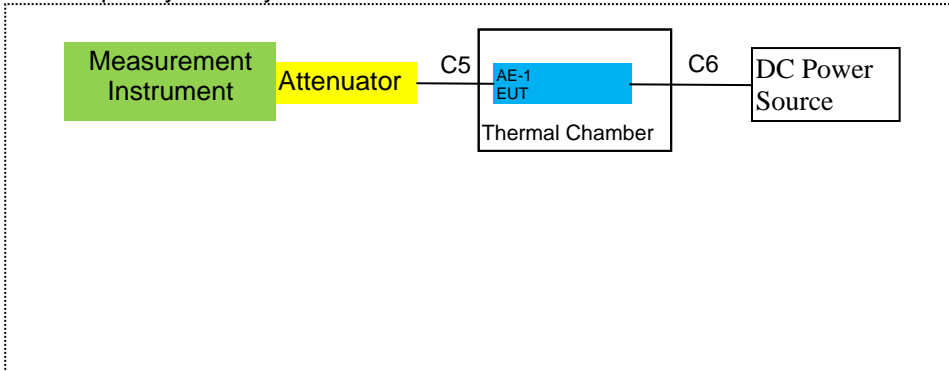 Measurement
Instrument
Attenuator
C5
AE-1
EUT
Thermal Chamber
C6
DC Power
Source